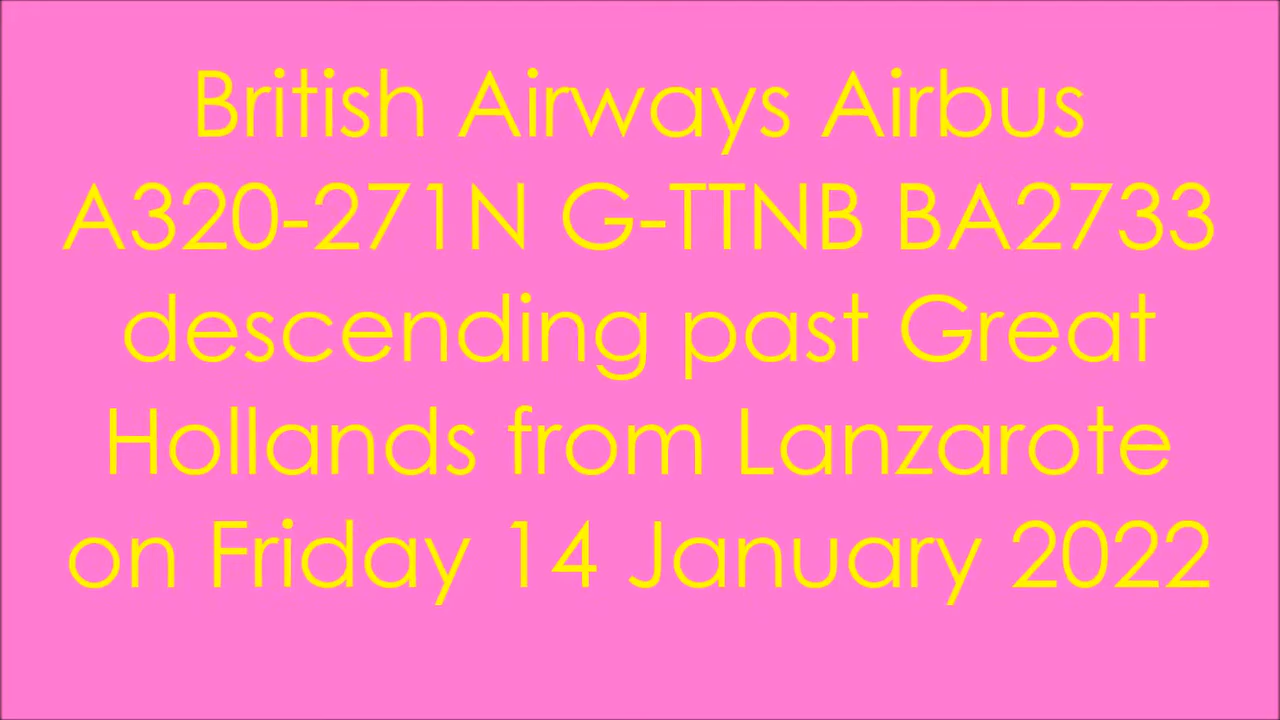 British Airways Airbus
A320-271N G-TTNB BA2733
descending past Great
Hollands from Lanzarote
on Friday 14 January 2022